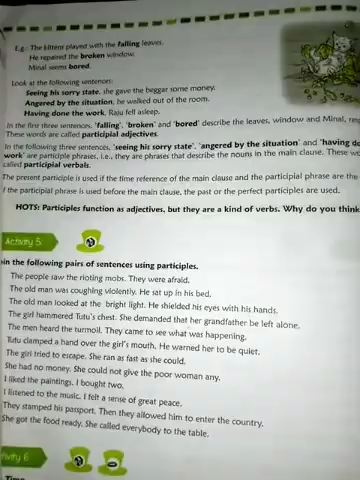 E.g.: The kittens played with the falling leaves.
He repaired the broken window.
Minal seems bored.
Look at the following sentences:
Seeing his sorry state, she gave the beggar some money.
Angered by the situation, he walked out of the room.
Having done the work, Raju fell asleep.
In the first three sentences, 'falling', 'broken' and 'bored' describe the leaves, window and Minal,
These words are called participial adjectives.
In the following three sentences, 'seeing his sorry state', 'angered by the situation' and 'having
work' are participle phrases, i.e., they are phrases that describe the nouns in the main clause. These
called participial verbals.
The present participle is used if the time reference of the main clause and the participial phrase are the
f the participial phrase is used before the main clause, the past or the perfect participles are used.
HOTS: Participles function as adjectives, but they are a kind of verbs. Why do you think
Activity 5
in the following pairs of sentences using participles.
The people saw the rioting mobs. They were afraid.
The old man was coughing violently. He sat up in his bed.
The old man looked at the bright light. He shielded his eyes with his hands.
The girl hammered Tutu's chest. She demanded that her grandfather be left alone.
The men heard the turmoil. They came to see what was happening.
Tutu clamped a hand over the girl's mouth. He warned her to be quiet.
The girl tried to escape. She ran as fast as she could.
She had no money. She could not give the poor woman any.
I liked the paintings. I bought two.
I listened to the music. I felt a sense of great peace.
They stamped his passport. Then they allowed him to enter the country.
She got the food ready. She called everybody to the table.
tivity 6